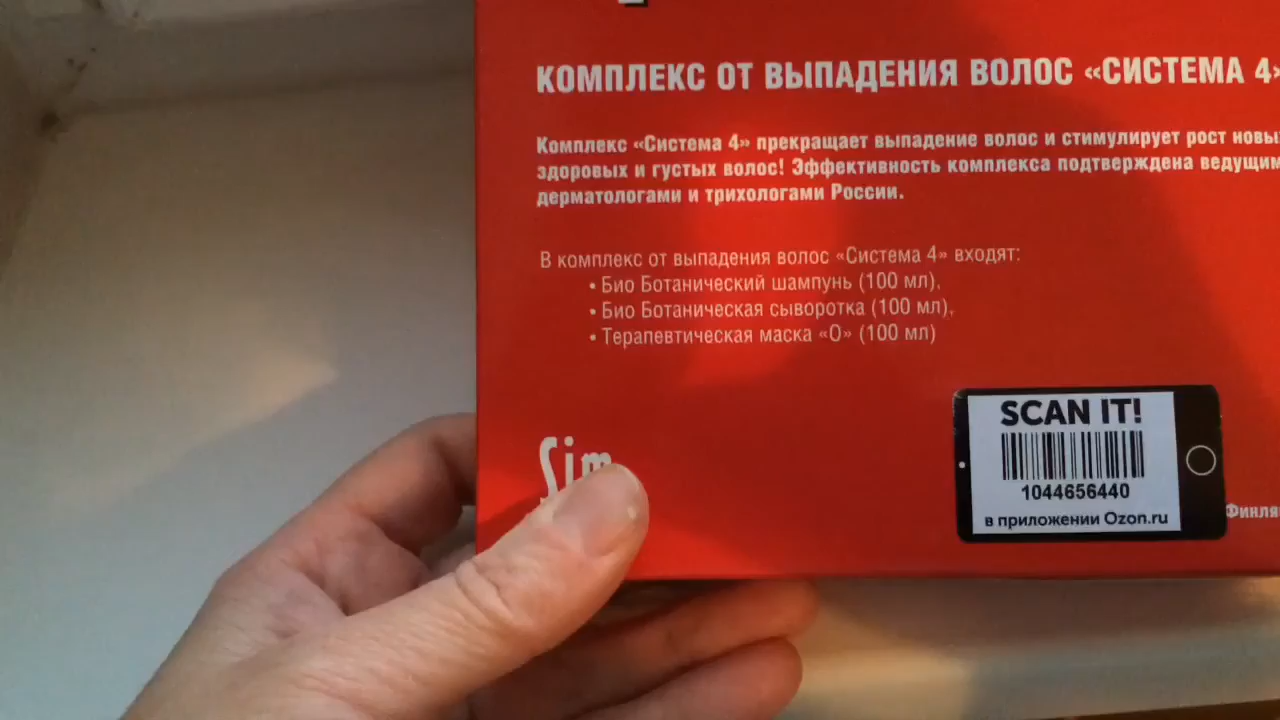 КОМПЛЕКС ОТ ВЫПАДЕНИЯ ВОЛОС «СИСТЕМА 4»
Комплекс «Система 4» прекращает выпадение волос и стимулирует рост
здоровых и густых волос! Эффективность комплекса подтверждена
дерматологами и трихологами России.
В комплекс от выпадения волос «Система 4» входят:
• Био Ботанический шампунь (100 мл),
• Био Ботаническая сыворотка (100 мл),
• Терапевтическая маска «О» (100 мл)
Sim
SCAN IT!
1044656440
в приложении Ozon.ru